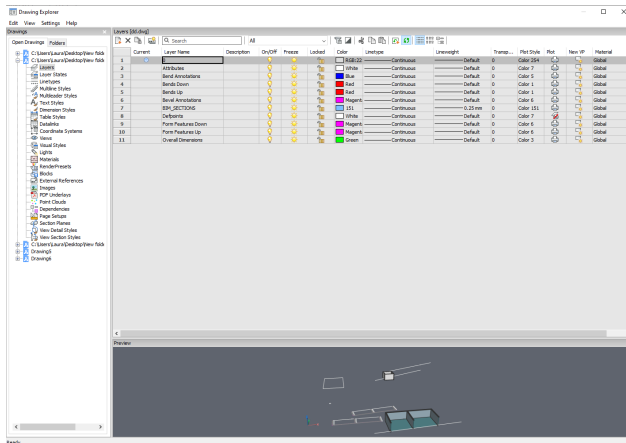 Drawing Explorer
Edit View Settings Help
Drawings
Layers [dd.dwg]
Open Drawings Folders
Search
All
C:\Users\Laura\Desktop\New fold
C:\Users\Laura\Desktop\New fold
Layers
Layer States
Linetypes
Multiline Styles
Multileader Styles
Text Styles
Dimension Styles
Table Styles
Datalinks
Coordinate Systems
Views
Visual Styles
Lights
Materials
RenderPresets
Blocks
External References
Images
PDF Underlays
Point Clouds
Dependencies
Page Setups
Section Planes
View Detail Styles
View Section Styles
C:\Users\Laura\Desktop\New fold
Drawing5
Drawing6
Current Layer Name Description On/Off Freeze Locked Color Linetype Lineweight Transp... Plot Style Plot New VP Material
1 0 RGB:22 Continuous Default 0 Color 254 Global
2 Attributes White Continuous Default 0 Color 7 Global
3 Bend Annotations Blue Continuous Default 0 Color 5 Global
4 Bends Down Red Continuous Default 0 Color 1 Global
5 Bends Up Red Continuous Default 0 Color 1 Global
6 Bevel Annotations Magent Continuous Default 0 Color 6 Global
7 BIM_SECTIONS 151 Continuous 0.25 mm 0 Color 151 Global
8 Defpoints White Continuous Default 0 Color 7 Global
9 Form Features Down Magent Continuous Default 0 Color 6 Global
10 Form Features Up Magent Continuous Default 0 Color 6 Global
11 Overall Dimensions Green Continuous Default 0 Color 3 Global
Preview
Ready